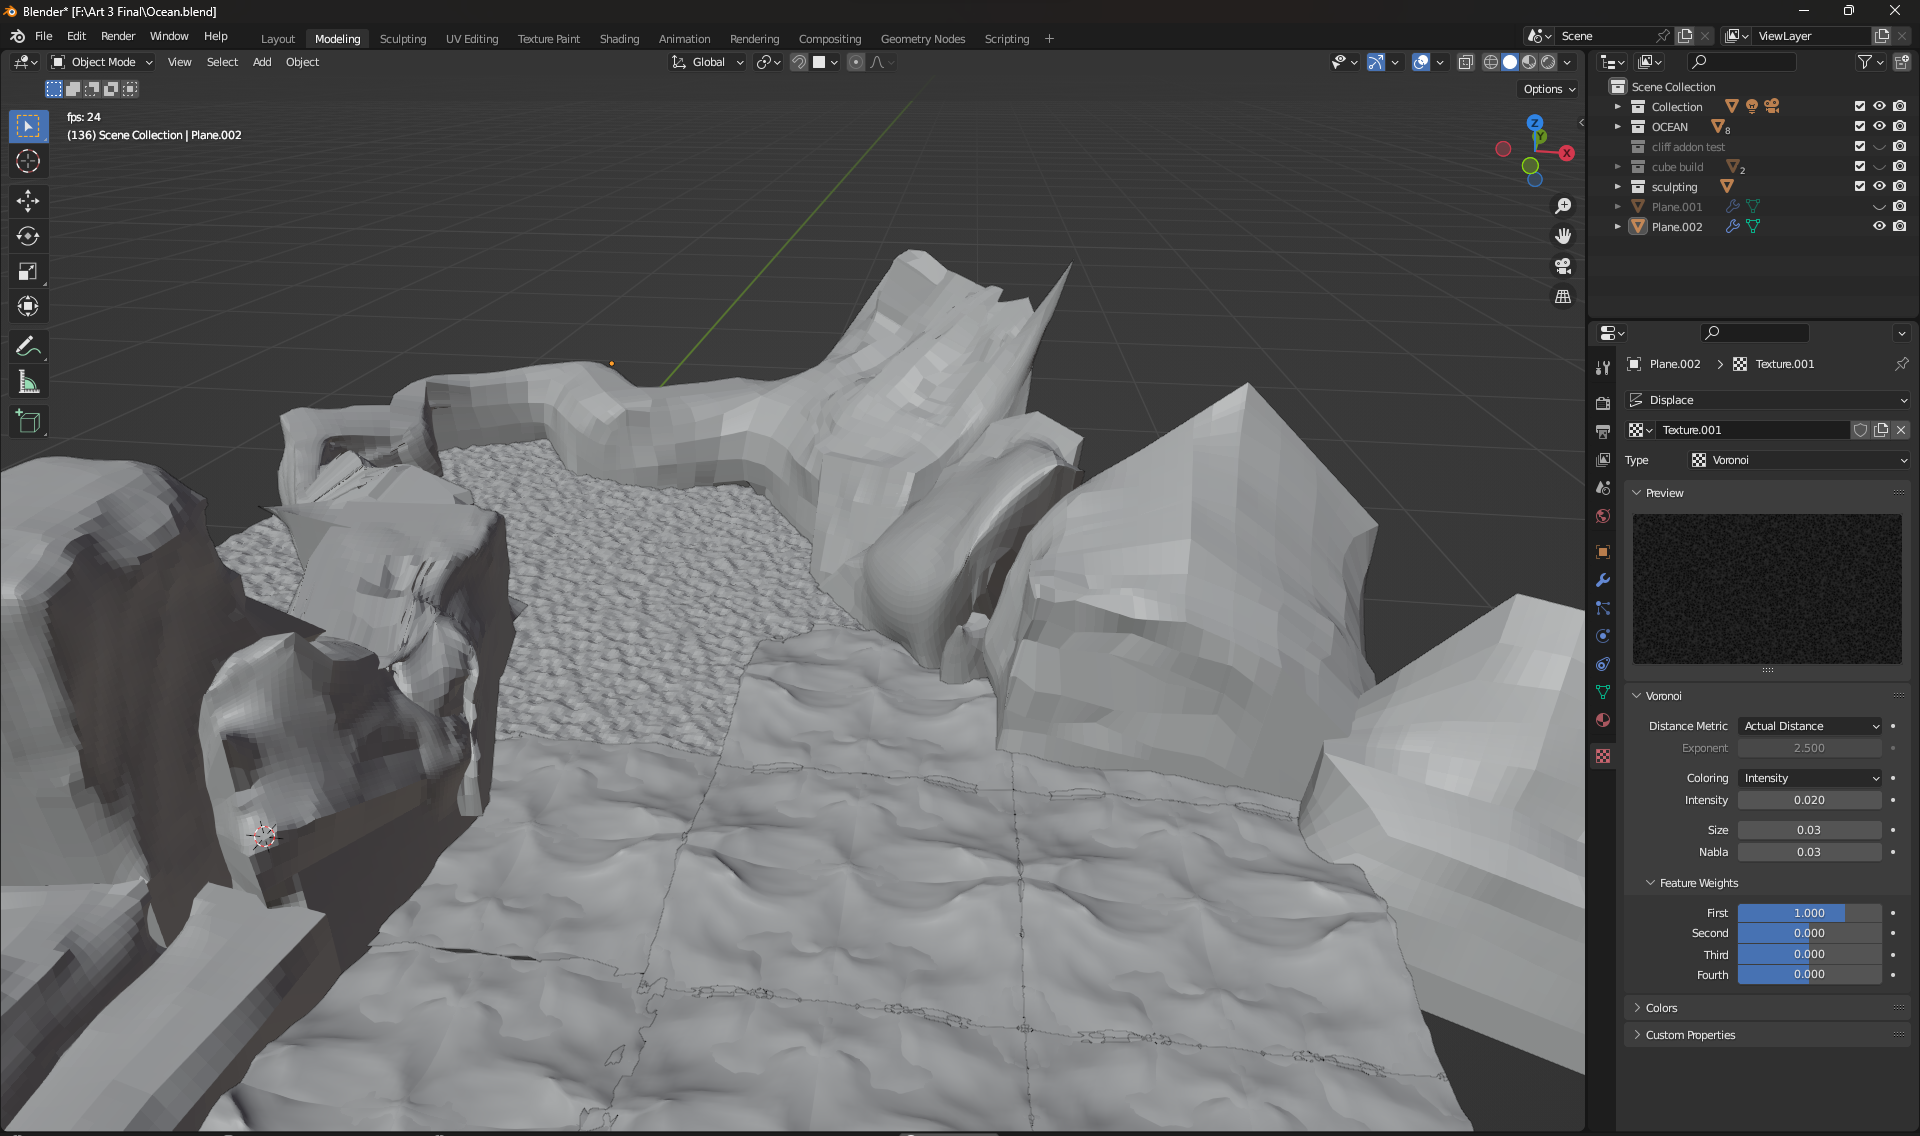 Blender* [F:\Art 3 Final\Ocean.blend]
File Edit Render Window Help
Layout Modeling Sculpting UV Editing Texture Paint Shading Animation Rendering Compositing Geometry Nodes Scripting +
Scene
ViewLayer
Object Mode View Select Add Object
Global
Options
fps: 24
(136) Scene Collection | Plane.002
Z
Y
X
Scene Collection
Collection
OCEAN 8
cliff addon test
cube build 2
sculpting
Plane.001
Plane.002
Plane.002 > Texture.001
Displace
Texture.001
Type Voronoi
Preview
Voronoi
Distance Metric Actual Distance
Exponent 2.500
Coloring Intensity
Intensity 0.020
Size 0.03
Nabla 0.03
Feature Weights
First 1.000
Second 0.000
Third 0.000
Fourth 0.000
Colors
Custom Properties